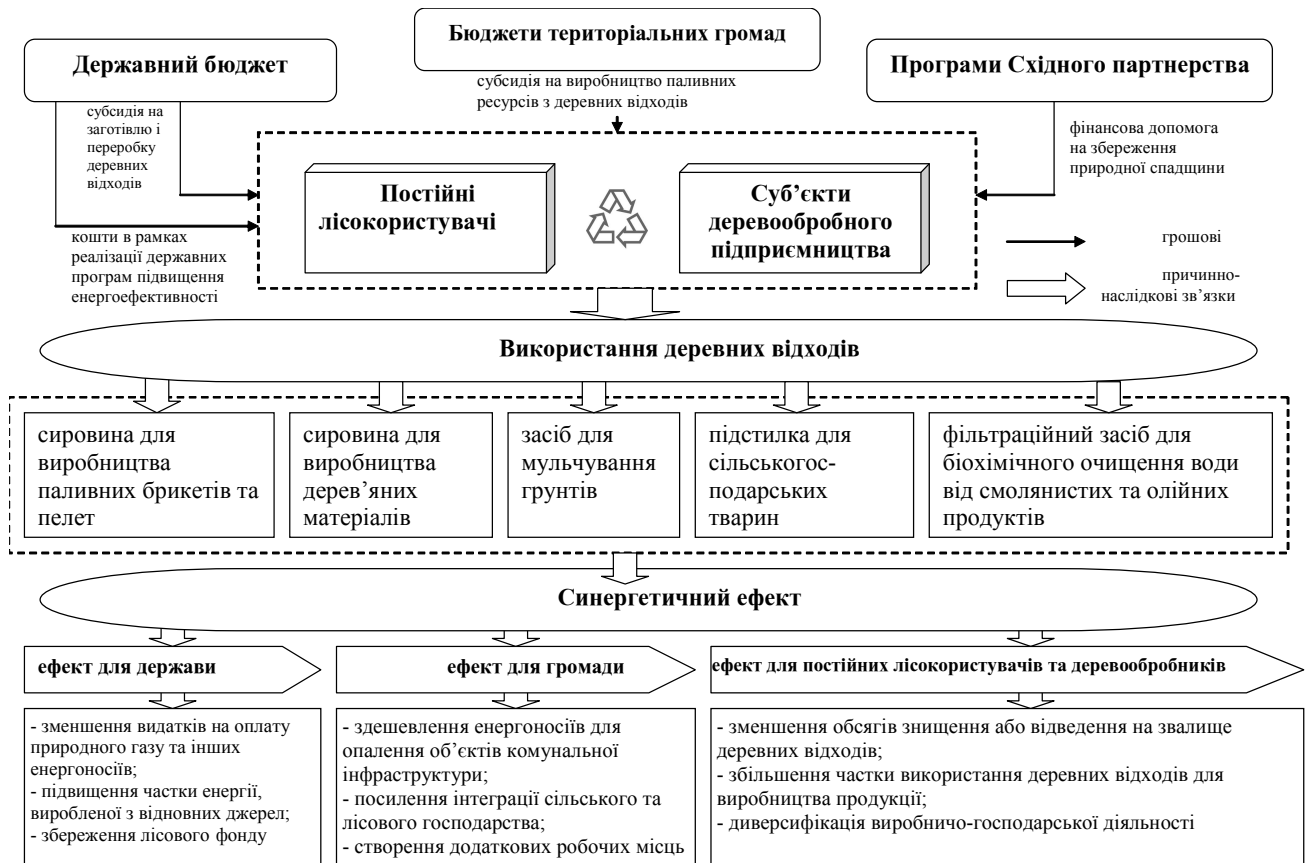 Бюджети територіальних громад
Державний бюджет
Програми Східного партнерства
субсидія на виробництво паливних
ресурсів з деревних відходів
субсидія на
заготівлю і
переробку
деревних
відходів
фінансова допомога
на збереження
природної спадщини
Постійні
лісокористувачі
Суб’єкти
деревообробного
підприємництва
кошти в рамках
реалізації державних
програм підвищення
енергоефективності
грошові
причинно-
наслідкові зв’язки
Використання деревних відходів
сировина для
виробництва
паливних брикетів та
пелет
сировина для
виробництва
дерев’яних
матеріалів
засіб для
мульчування
грунтів
підстилка для
сільськогос-
подарських
тварин
фільтраційний засіб для
біохімічного очищення води
від смолянистих та олійних
продуктів
Синергетичний ефект
ефект для держави
ефект для громади
ефект для постійних лісокористувачів та деревообробників
- зменшення видатків на оплату
природного газу та інших
енергоносіїв;
- підвищення частки енергії,
виробленої з відновних джерел;
- збереження лісового фонду
- здешевлення енергоносіїв для
опалення об’єктів комунальної
інфраструктури;
- посилення інтеграції сільського та
лісового господарства;
- створення додаткових робочих місць
- зменшення обсягів знищення або відведення на звалище
деревних відходів;
- збільшення частки використання деревних відходів для
виробництва продукції;
- диверсифікація виробничо-господарської діяльності